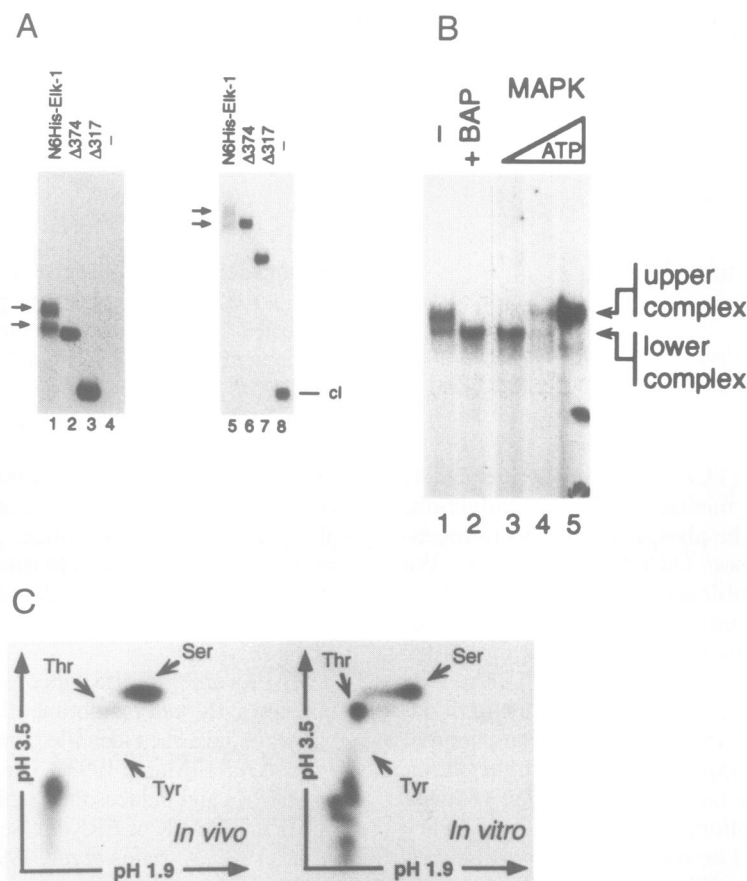 A
N6His-Elk-1
Δ374
Δ317
–
1 2 3 4
N6His-Elk-1
Δ374
Δ317
–
cI
5 6 7 8
B
–
+ BAP
MAPK
ATP
upper
complex
lower
complex
1 2 3 4 5
C
Thr
Ser
Tyr
pH 3.5
pH 1.9
In vivo
Thr
Ser
Tyr
pH 3.5
pH 1.9
In vitro